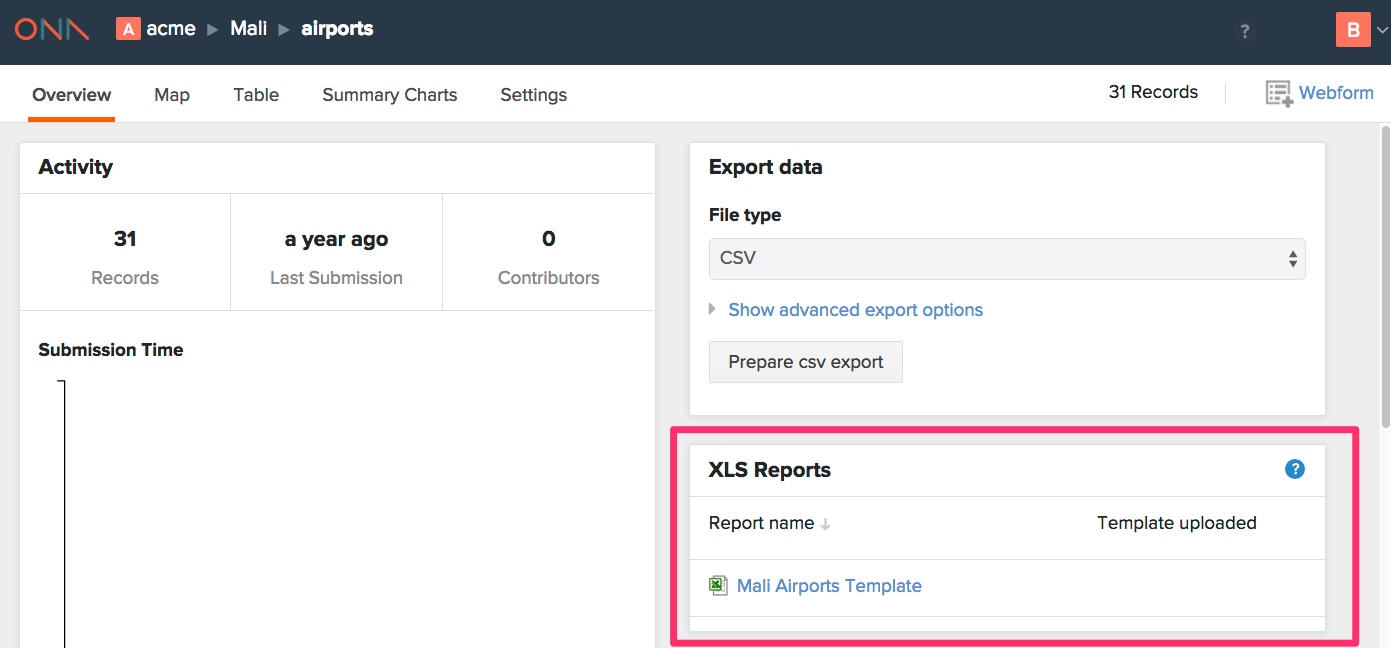 ONA A acme ▶ Mali ▶ airports ? B
Overview Map Table Summary Charts Settings 31 Records Webform
Activity
31 a year ago 0
Records Last Submission Contributors
Submission Time
Export data
File type
CSV
Show advanced export options
Prepare csv export
XLS Reports ?
Report name ↓ Template uploaded
Mali Airports Template